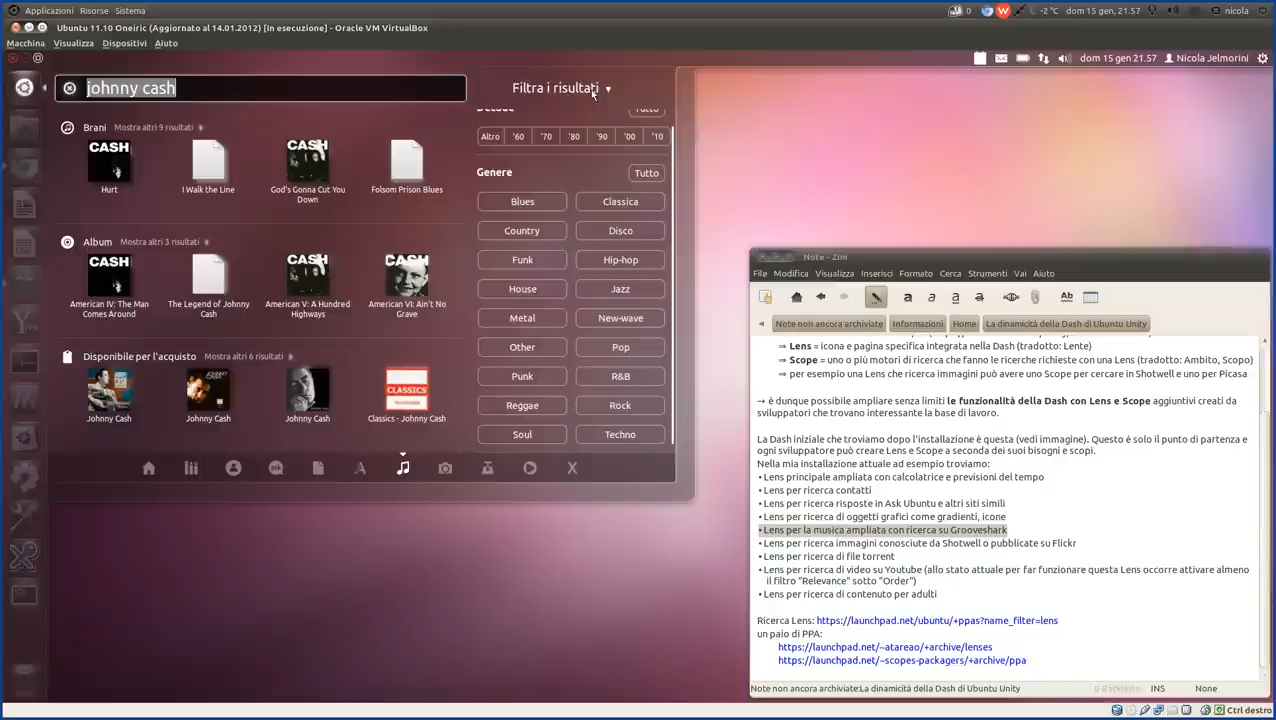 Applicazioni Risorse Sistema
0
-2 °C dom 15 gen, 21.57 nicola
Ubuntu 11.10 Oneiric (Aggiornato al 14.01.2012) [In esecuzione] - Oracle VM VirtualBox
Macchina Visualizza Dispositivi Aiuto
dom 15 gen 21.57 Nicola Jelmorini
johnny cash
Filtra i risultati ▾
Tutto
Altro '60 '70 '80 '90 '00 '10
Brani Mostra altri 9 risultati
Hurt
I Walk the Line
God's Gonna Cut You Down
Folsom Prison Blues
Album Mostra altri 3 risultati
American IV: The Man Comes Around
The Legend of Johnny Cash
American V: A Hundred Highways
American VI: Ain't No Grave
Disponibile per l'acquisto Mostra altri 6 risultati
Johnny Cash
Johnny Cash
Johnny Cash
Classics - Johnny Cash
Genere Tutto
Blues Classica
Country Disco
Funk Hip-hop
House Jazz
Metal New-wave
Other Pop
Punk R&B
Reggae Rock
Soul Techno
Note - Zim
File Modifica Visualizza Inserisci Formato Cerca Strumenti Vai Aiuto
Note non ancora archiviate Informazioni Home La dinamicità della Dash di Ubuntu Unity
⇒ Lens = icona e pagina specifica integrata nella Dash (tradotto: Lente)
⇒ Scope = uno o più motori di ricerca che fanno le ricerche richieste con una Lens (tradotto: Ambito, Scopo)
⇒ per esempio una Lens che ricerca immagini può avere uno Scope per cercare in Shotwell e uno per Picasa
→ è dunque possibile ampliare senza limiti le funzionalità della Dash con Lens e Scope aggiuntivi creati da
sviluppatori che trovano interessante la base di lavoro.
La Dash iniziale che troviamo dopo l'installazione è questa (vedi immagine). Questo è solo il punto di partenza e
ogni sviluppatore può creare Lens e Scope a seconda dei suoi bisogni e scopi.
Nella mia installazione attuale ad esempio troviamo:
• Lens principale ampliata con calcolatrice e previsioni del tempo
• Lens per ricerca contatti
• Lens per ricerca risposte in Ask Ubuntu e altri siti simili
• Lens per ricerca di oggetti grafici come gradienti, icone
• Lens per la musica ampliata con ricerca su Grooveshark
• Lens per ricerca immagini conosciute da Shotwell o pubblicate su Flickr
• Lens per ricerca di file torrent
• Lens per ricerca di video su Youtube (allo stato attuale per far funzionare questa Lens occorre attivare almeno
il filtro "Relevance" sotto "Order")
• Lens per ricerca di contenuto per adulti
Ricerca Lens: https://launchpad.net/ubuntu/+ppas?name_filter=lens
un paio di PPA:
https://launchpad.net/~atareao/+archive/lenses
https://launchpad.net/~scopes-packagers/+archive/ppa
Note non ancora archiviate:La dinamicità della Dash di Ubuntu Unity 0 Backlinks INS None
Ctrl destro